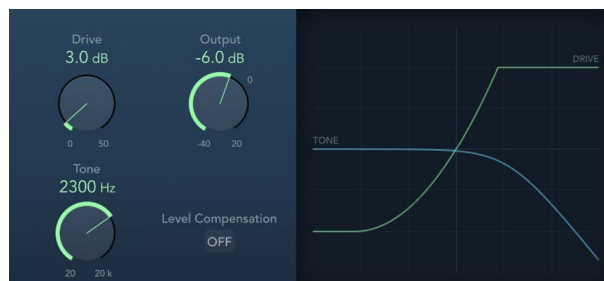 Drive
3.0 dB
0 50
Output
-6.0 dB
0
-40 20
Tone
2300 Hz
20 20 k
Level Compensation
OFF
DRIVE
TONE